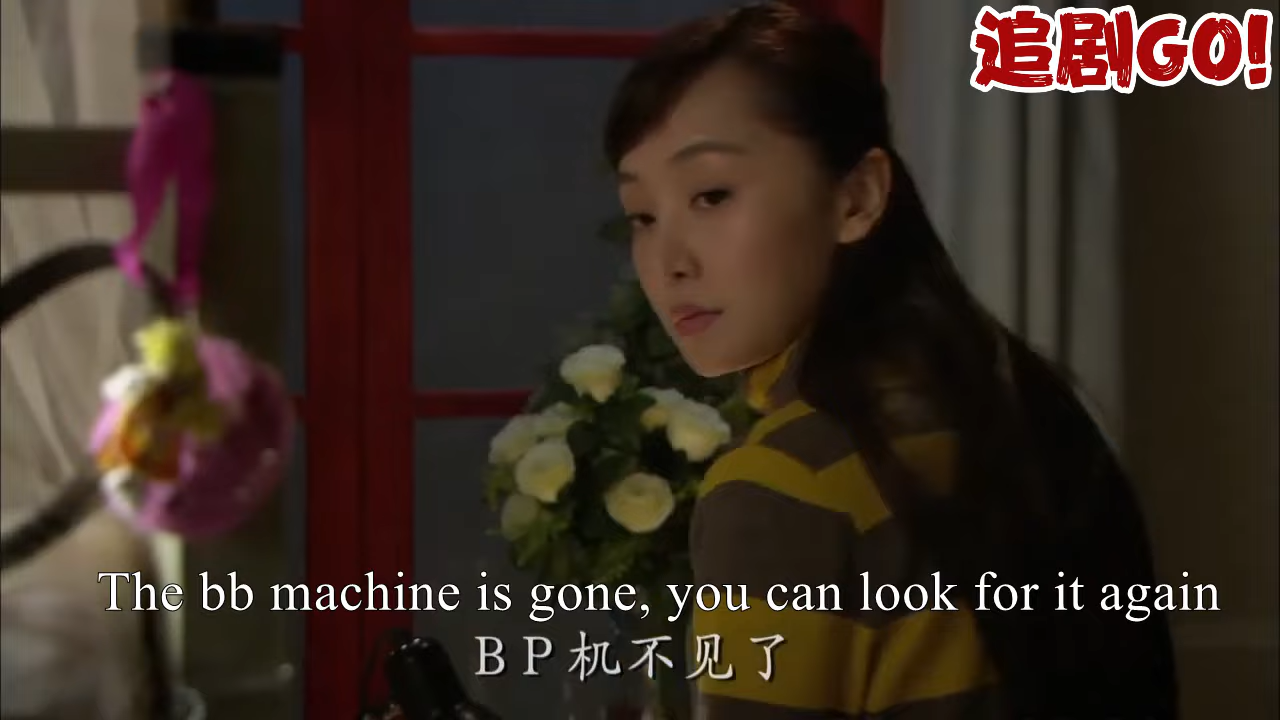 追剧GO!
The bb machine is gone, you can look for it again
BP机不见了